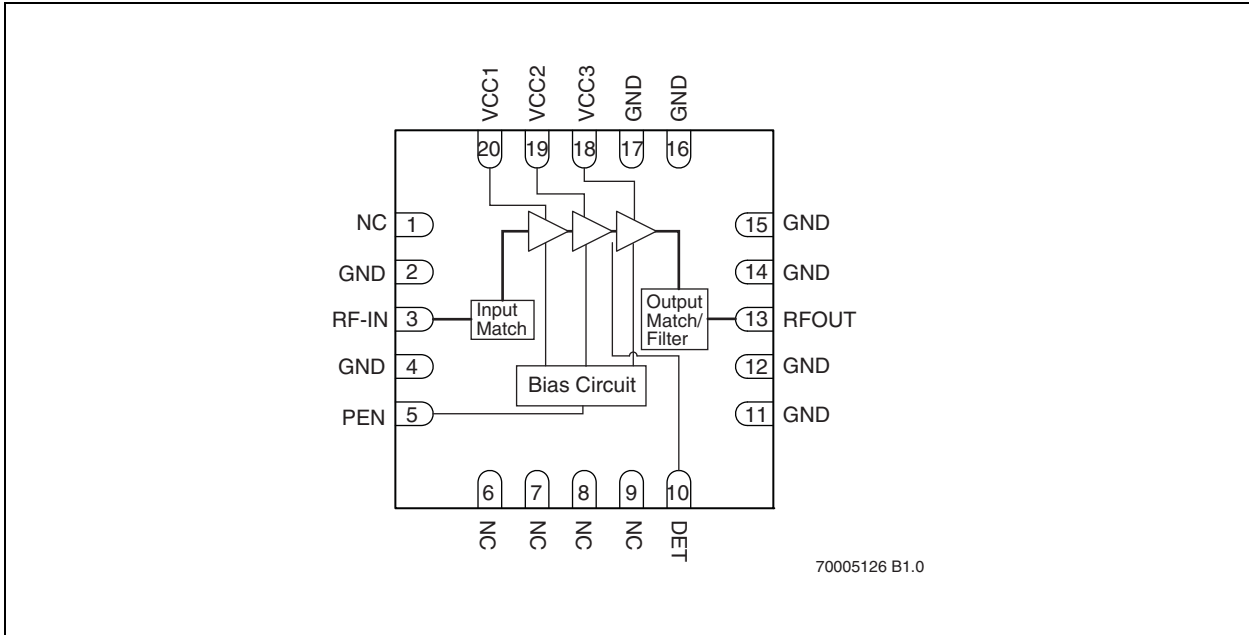 VCC1
VCC2
VCC3
GND
GND
20
19
18
17
16
NC 1
15 GND
GND 2
14 GND
RF-IN 3
Input
Match
Output
Match/
Filter
13 RFOUT
GND 4
12 GND
Bias Circuit
PEN 5
11 GND
6
7
8
9
10
NC
NC
NC
NC
DET
70005126 B1.0